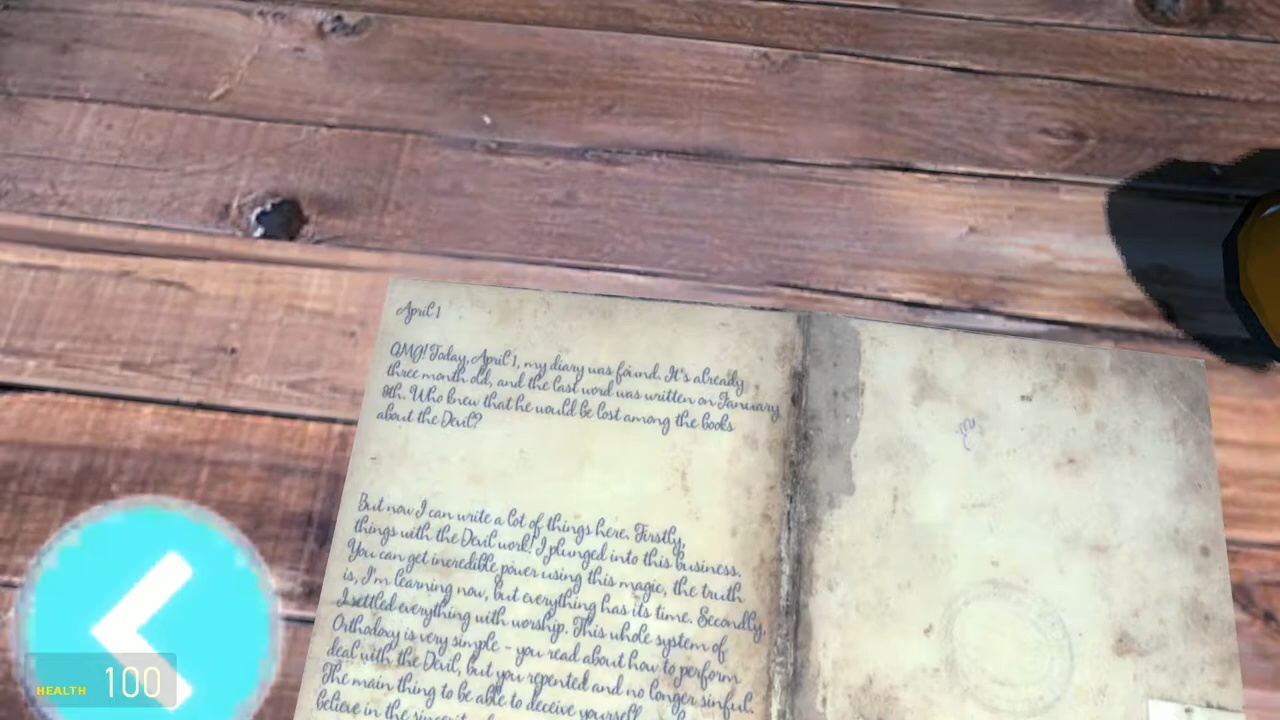 April 1
OMG! Today, April 1, my diary was found. It's already
three month old, and the last word was written on January
8th. Who knew that he would be lost among the books
about the Devil?
But now I can write a lot of things here. Firstly,
things with the Devil work! I plunged into this business.
You can get incredible power using this magic, the truth
is, I'm learning now, but everything has its time. Secondly,
I settled everything with worship. This whole system of
Orthodoxy is very simple - you read about how to perform
deal with the Devil, but you repented and no longer sinful.
The main thing to be able to deceive yourself
believe in the
HEALTH 100